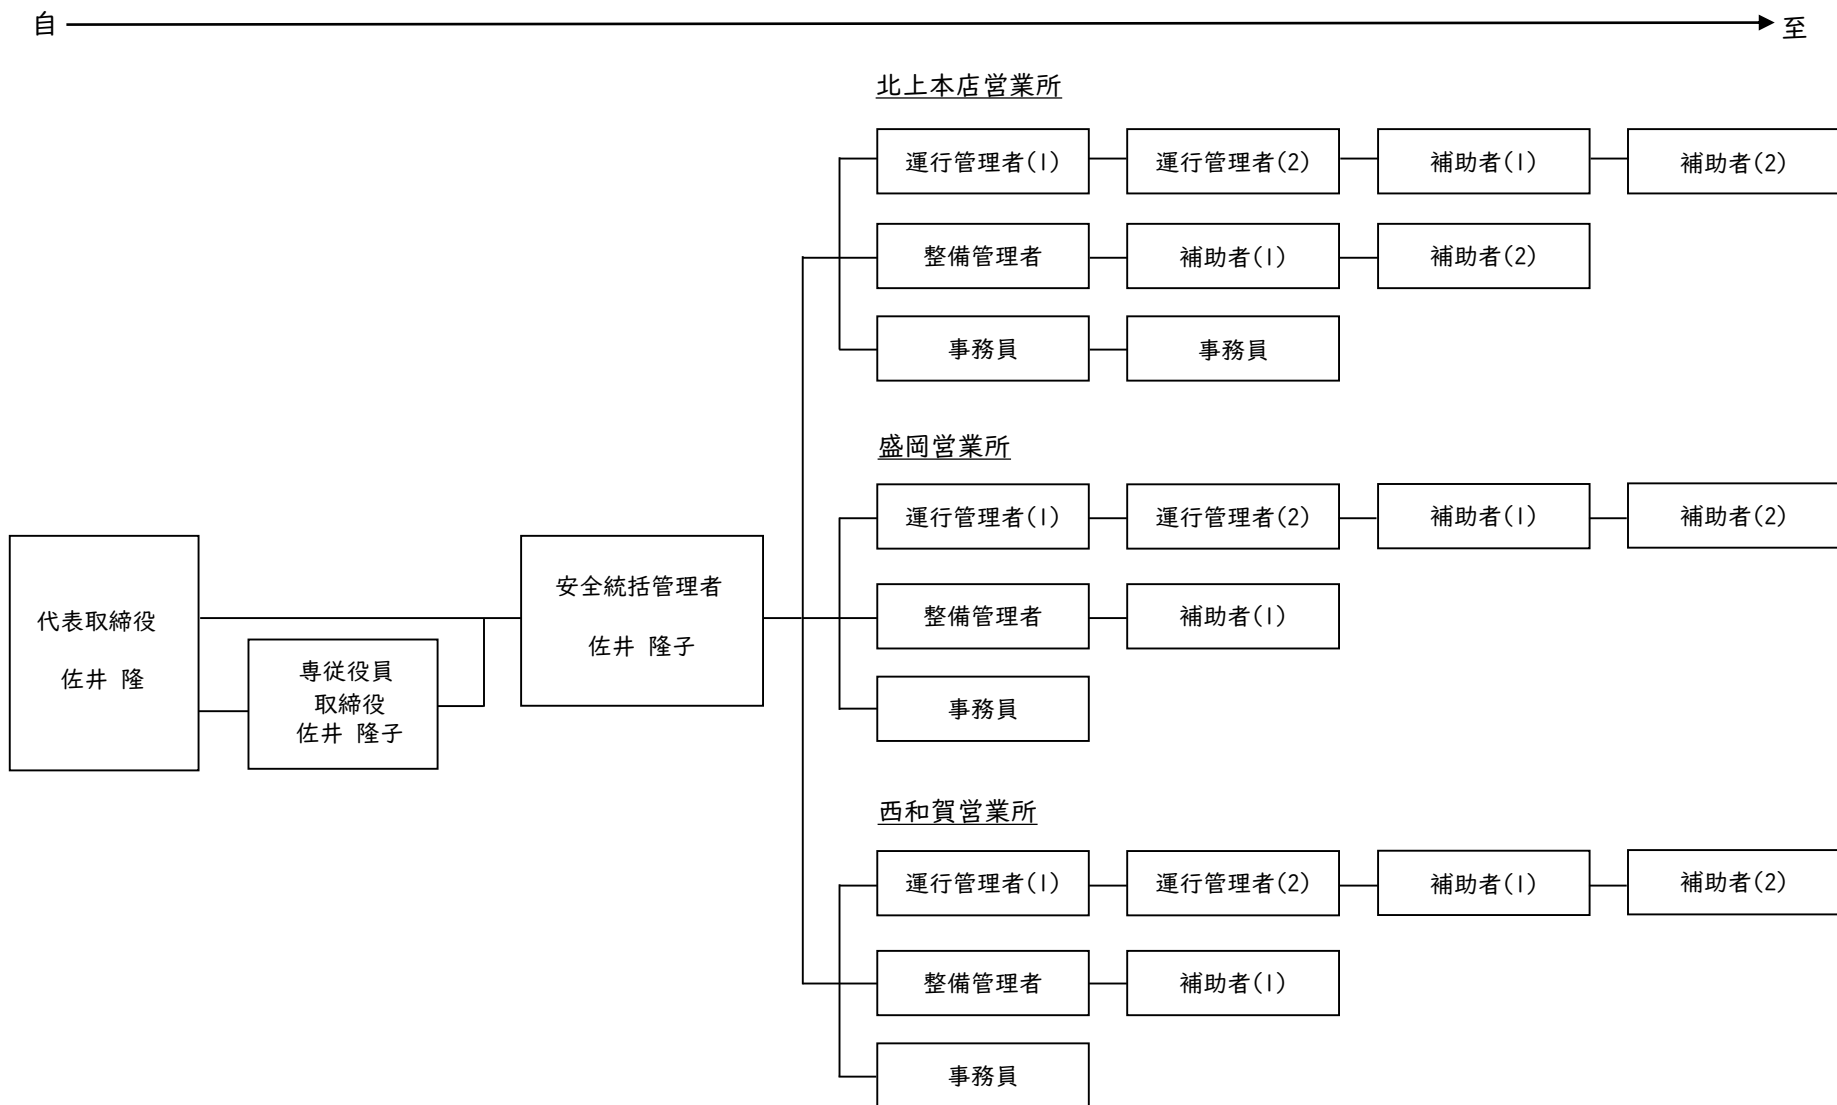 自
至
北上本店営業所
運行管理者(1)
運行管理者(2)
補助者(1)
補助者(2)
整備管理者
補助者(1)
補助者(2)
事務員
事務員
盛岡営業所
運行管理者(1)
運行管理者(2)
補助者(1)
補助者(2)
代表取締役
佐井 隆
専従役員
取締役
佐井 隆子
安全統括管理者
佐井 隆子
整備管理者
補助者(1)
事務員
西和賀営業所
運行管理者(1)
運行管理者(2)
補助者(1)
補助者(2)
整備管理者
補助者(1)
事務員